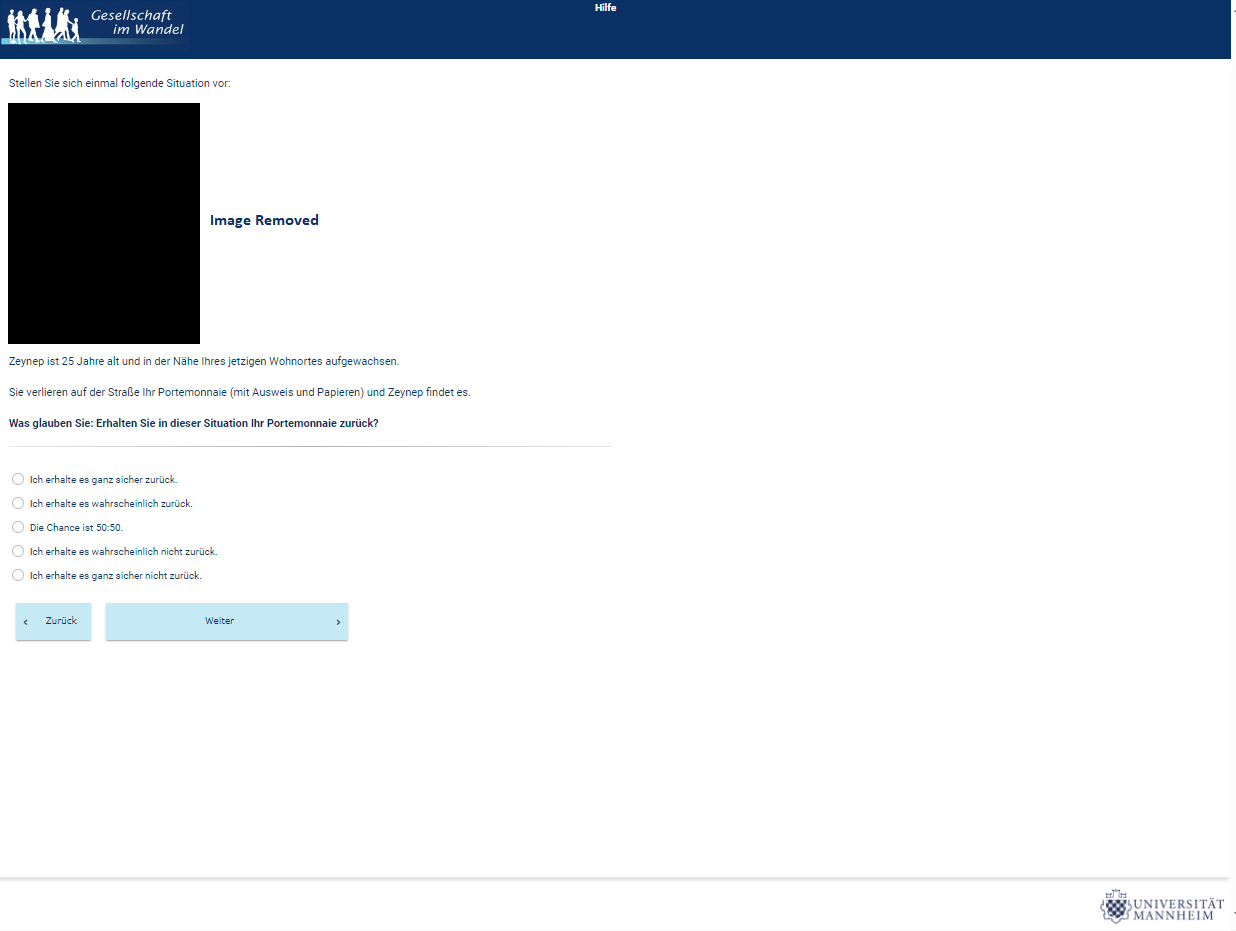 Gesellschaft
im Wandel
Hilfe
Stellen Sie sich einmal folgende Situation vor:
Image Removed
Zeynep ist 25 Jahre alt und in der Nähe Ihres jetzigen Wohnortes aufgewachsen.
Sie verlieren auf der Straße Ihr Portemonnaie (mit Ausweis und Papieren) und Zeynep findet es.
Was glauben Sie: Erhalten Sie in dieser Situation Ihr Portemonnaie zurück?
Ich erhalte es ganz sicher zurück.
Ich erhalte es wahrscheinlich zurück.
Die Chance ist 50:50.
Ich erhalte es wahrscheinlich nicht zurück.
Ich erhalte es ganz sicher nicht zurück.
‹ Zurück
Weiter ›
UNIVERSITÄT
MANNHEIM